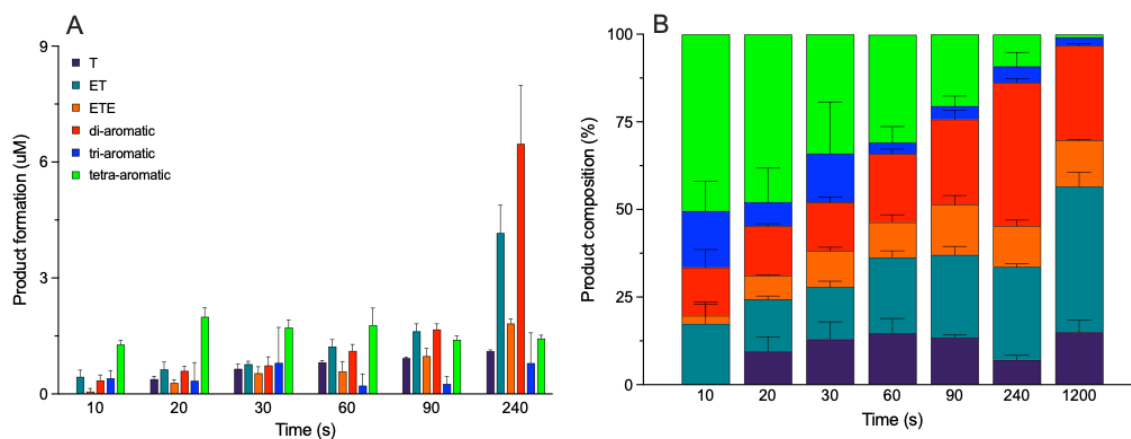 A
Product formation (uM)
9
6
3
0
T
ET
ETE
di-aromatic
tri-aromatic
tetra-aromatic
10 20 30 60 90 240
Time (s)
B
Product composition (%)
100
75
50
25
0
10 20 30 60 90 240 1200
Time (s)